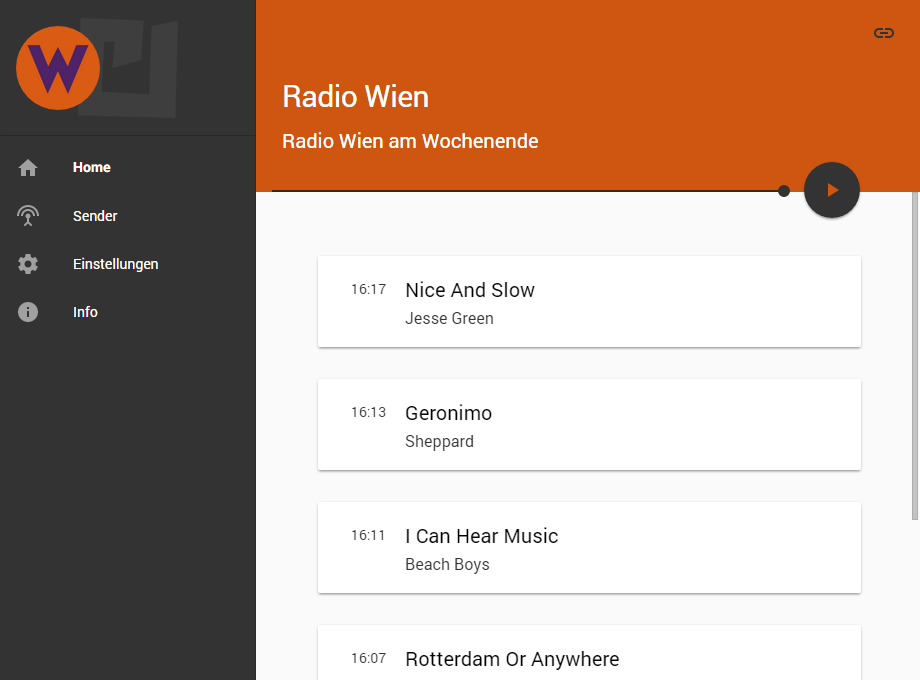 W
Home
Sender
Einstellungen
Info
Radio Wien
Radio Wien am Wochenende
16:17 Nice And Slow
Jesse Green
16:13 Geronimo
Sheppard
16:11 I Can Hear Music
Beach Boys
16:07 Rotterdam Or Anywhere